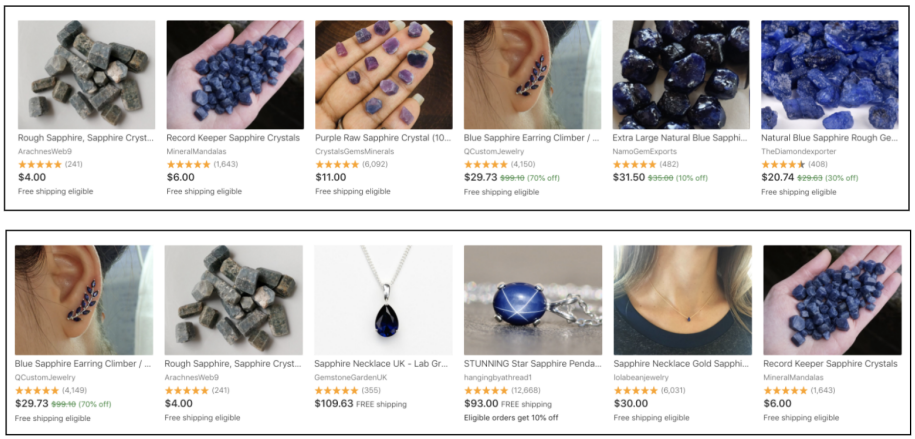 Rough Sapphire, Sapphire Cryst...
ArachnesWeb9
(241)
$4.00
Free shipping eligible
Record Keeper Sapphire Crystals
MineralMandalas
(1,643)
$6.00
Free shipping eligible
Purple Raw Sapphire Crystal (10...
CrystalsGemsMinerals
(6,092)
$11.00
Free shipping eligible
Blue Sapphire Earring Climber / ...
QCustomJewelry
(4,150)
$29.73 $99.10 (70% off)
Free shipping eligible
Extra Large Natural Blue Sapphi...
NamoGemExports
(482)
$31.50 $35.00 (10% off)
Natural Blue Sapphire Rough Ge...
TheDiamondexporter
(408)
$20.74 $29.63 (30% off)
Free shipping eligible
Blue Sapphire Earring Climber / ...
QCustomJewelry
(4,149)
$29.73 $99.10 (70% off)
Free shipping eligible
Rough Sapphire, Sapphire Cryst...
ArachnesWeb9
(241)
$4.00
Free shipping eligible
Sapphire Necklace UK - Lab Gr...
GemstoneGardenUK
(355)
$109.63 FREE shipping
STUNNING Star Sapphire Penda...
hangingbyathread1
(12,668)
$93.00 FREE shipping
Eligible orders get 10% off
Sapphire Necklace Gold Sapphi...
lolabeanjewelry
(6,031)
$30.00
Free shipping eligible
Record Keeper Sapphire Crystals
MineralMandalas
(1,643)
$6.00
Free shipping eligible